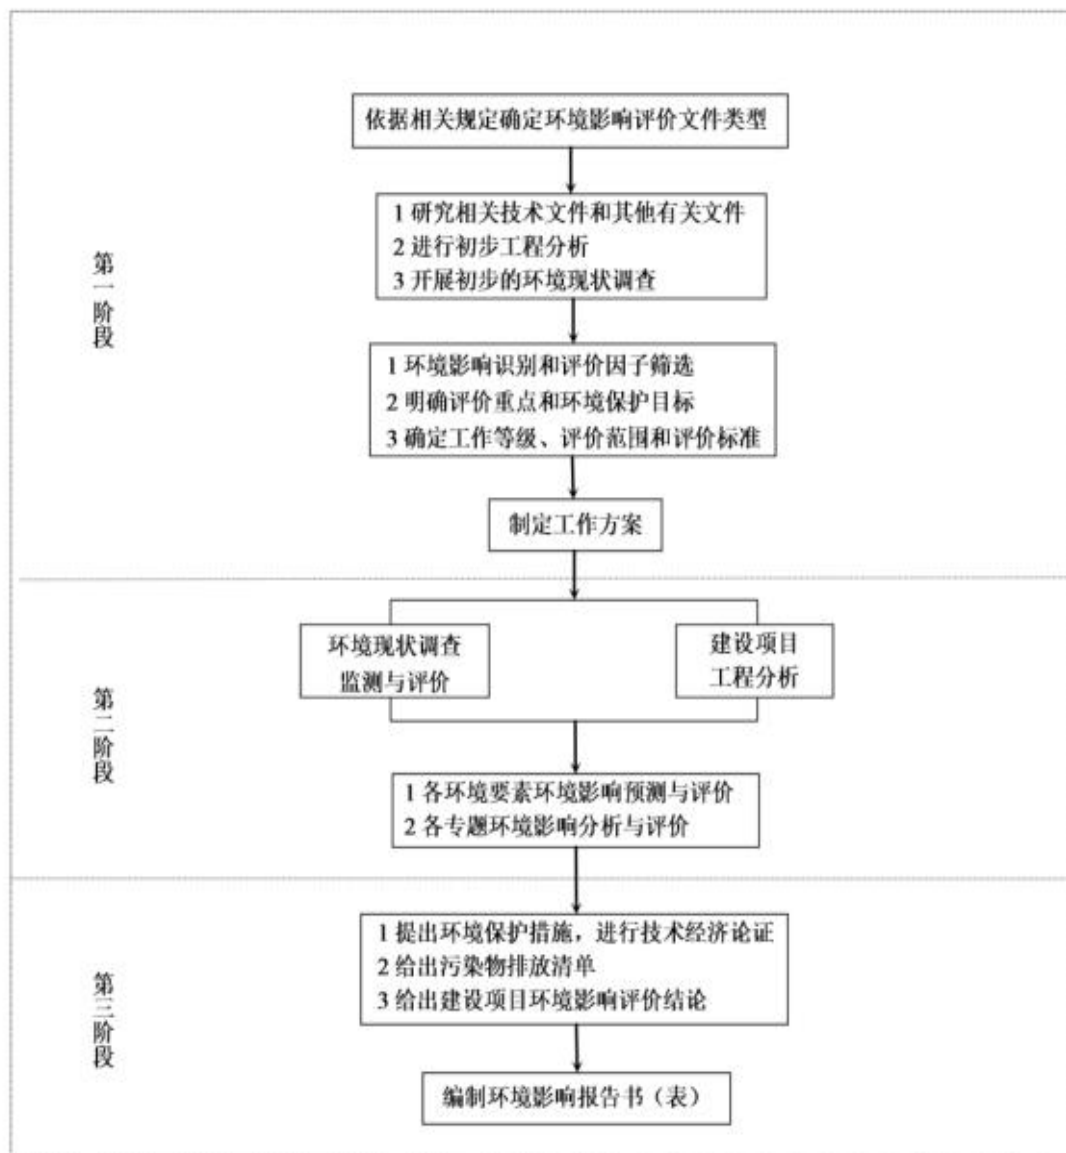 依据相关规定确定环境影响评价文件类型
1 研究相关技术文件和其他有关文件
2 进行初步工程分析
3 开展初步的环境现状调查
第一阶段
1 环境影响识别和评价因子筛选
2 明确评价重点和环境保护目标
3 确定工作等级、评价范围和评价标准
制定工作方案
环境现状调查
监测与评价
建设项目
工程分析
第二阶段
1 各环境要素环境影响预测与评价
2 各专题环境影响分析与评价
1 提出环境保护措施，进行技术经济论证
2 给出污染物排放清单
3 给出建设项目环境影响评价结论
第三阶段
编制环境影响报告书（表）